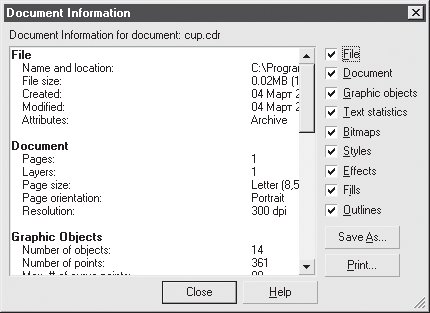 Document Information
Document Information for document: cup.cdr
File
Name and location: C:\Program
File size: 0.02MB (1
Created: 04 Март 2
Modified: 04 Март 2
Attributes: Archive
Document
Pages: 1
Layers: 1
Page size: Letter (8,5
Page orientation: Portrait
Resolution: 300 dpi
Graphic Objects
Number of objects: 14
Number of points: 361
File
Document
Graphic objects
Text statistics
Bitmaps
Styles
Effects
Fills
Outlines
Save As...
Print...
Close
Help